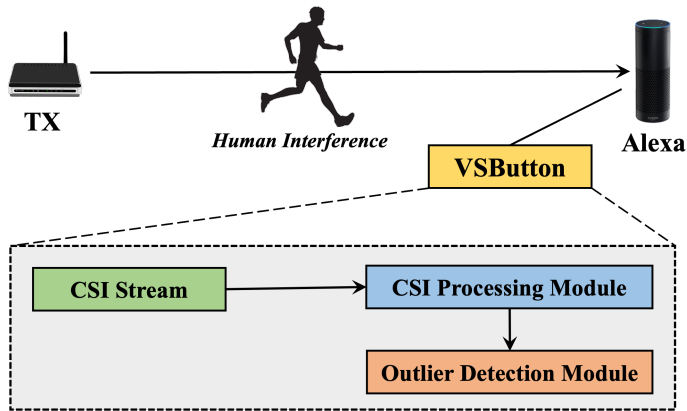 TX
Human Interference
Alexa
VSButton
CSI Stream
CSI Processing Module
Outlier Detection Module